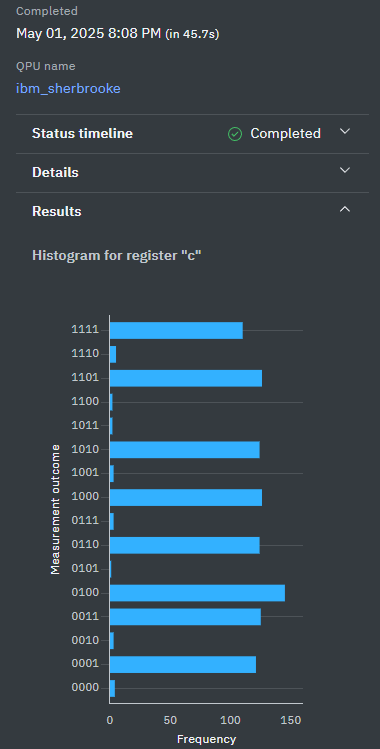 Completed
May 01, 2025 8:08 PM (in 45.7s)
QPU name
ibm_sherbrooke
Status timeline Completed
Details
Results
Histogram for register "c"
1111
1110
1101
1100
1011
1010
1001
1000
0111
0110
0101
0100
0011
0010
0001
0000
Measurement outcome
0 50 100 150
Frequency